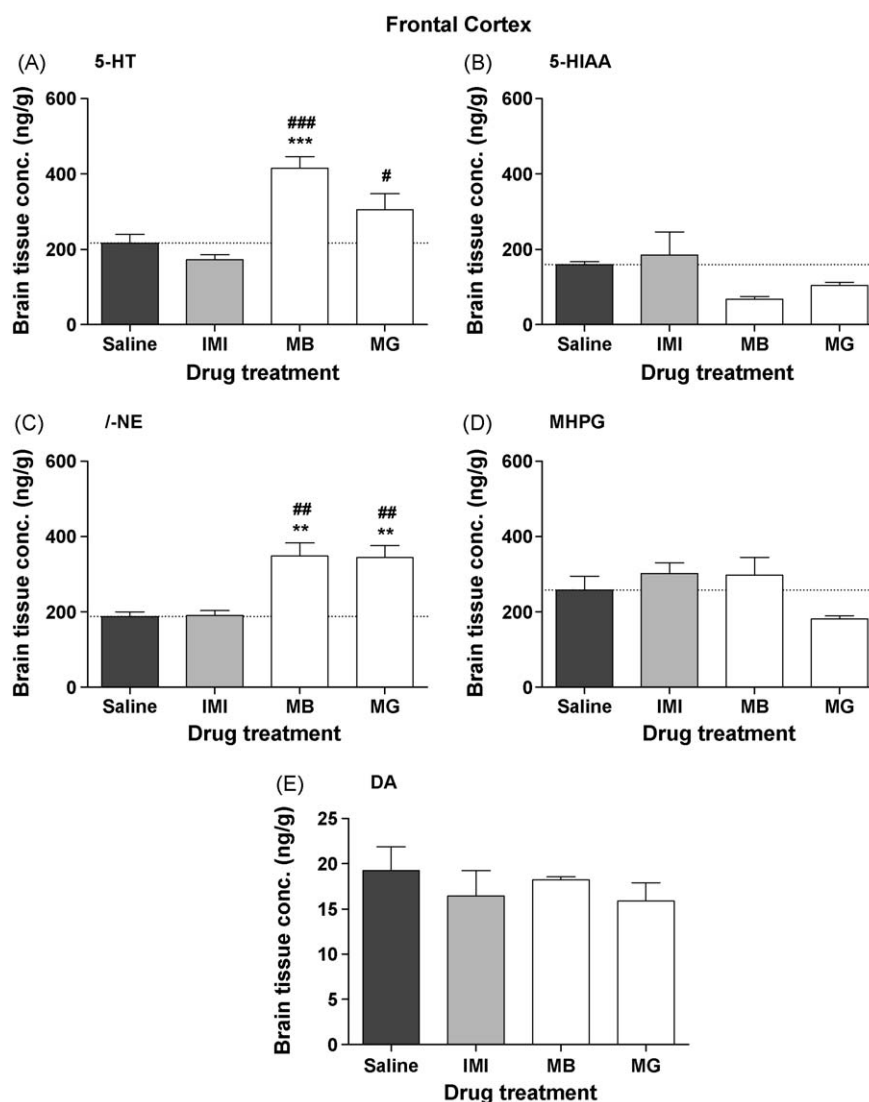 Frontal Cortex
(A) 5-HT
Brain tissue conc. (ng/g)
600
400
200
0
###
***
#
Saline IMI MB MG
Drug treatment
(B) 5-HIAA
Brain tissue conc. (ng/g)
600
400
200
0
Saline IMI MB MG
Drug treatment
(C) /-NE
Brain tissue conc. (ng/g)
600
400
200
0
## ##
** **
Saline IMI MB MG
Drug treatment
(D) MHPG
Brain tissue conc. (ng/g)
600
400
200
0
Saline IMI MB MG
Drug treatment
(E) DA
Brain tissue conc. (ng/g)
25
20
15
10
5
0
Saline IMI MB MG
Drug treatment